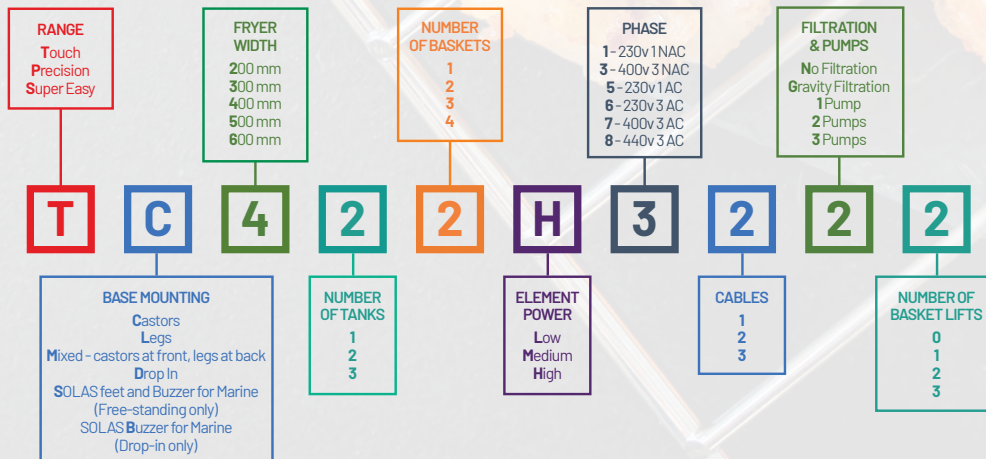 RANGE
Touch
Precision
Super Easy
FRYER
WIDTH
200 mm
300 mm
400 mm
500 mm
600 mm
NUMBER
OF BASKETS
1
2
3
4
PHASE
1 - 230v 1 NAC
3 - 400v 3 NAC
5 - 230v 1 AC
6 - 230v 3 AC
7 - 400v 3 AC
8 - 440v 3 AC
FILTRATION
& PUMPS
No Filtration
Gravity Filtration
1 Pump
2 Pumps
3 Pumps
T C 4 2 2 H 3 2 2 2
BASE MOUNTING
Castors
Legs
Mixed - castors at front, legs at back
Drop In
SOLAS feet and Buzzer for Marine
(Free-standing only)
SOLAS Buzzer for Marine
(Drop-in only)
NUMBER
OF TANKS
1
2
3
ELEMENT
POWER
Low
Medium
High
CABLES
1
2
3
NUMBER OF
BASKET LIFTS
0
1
2
3